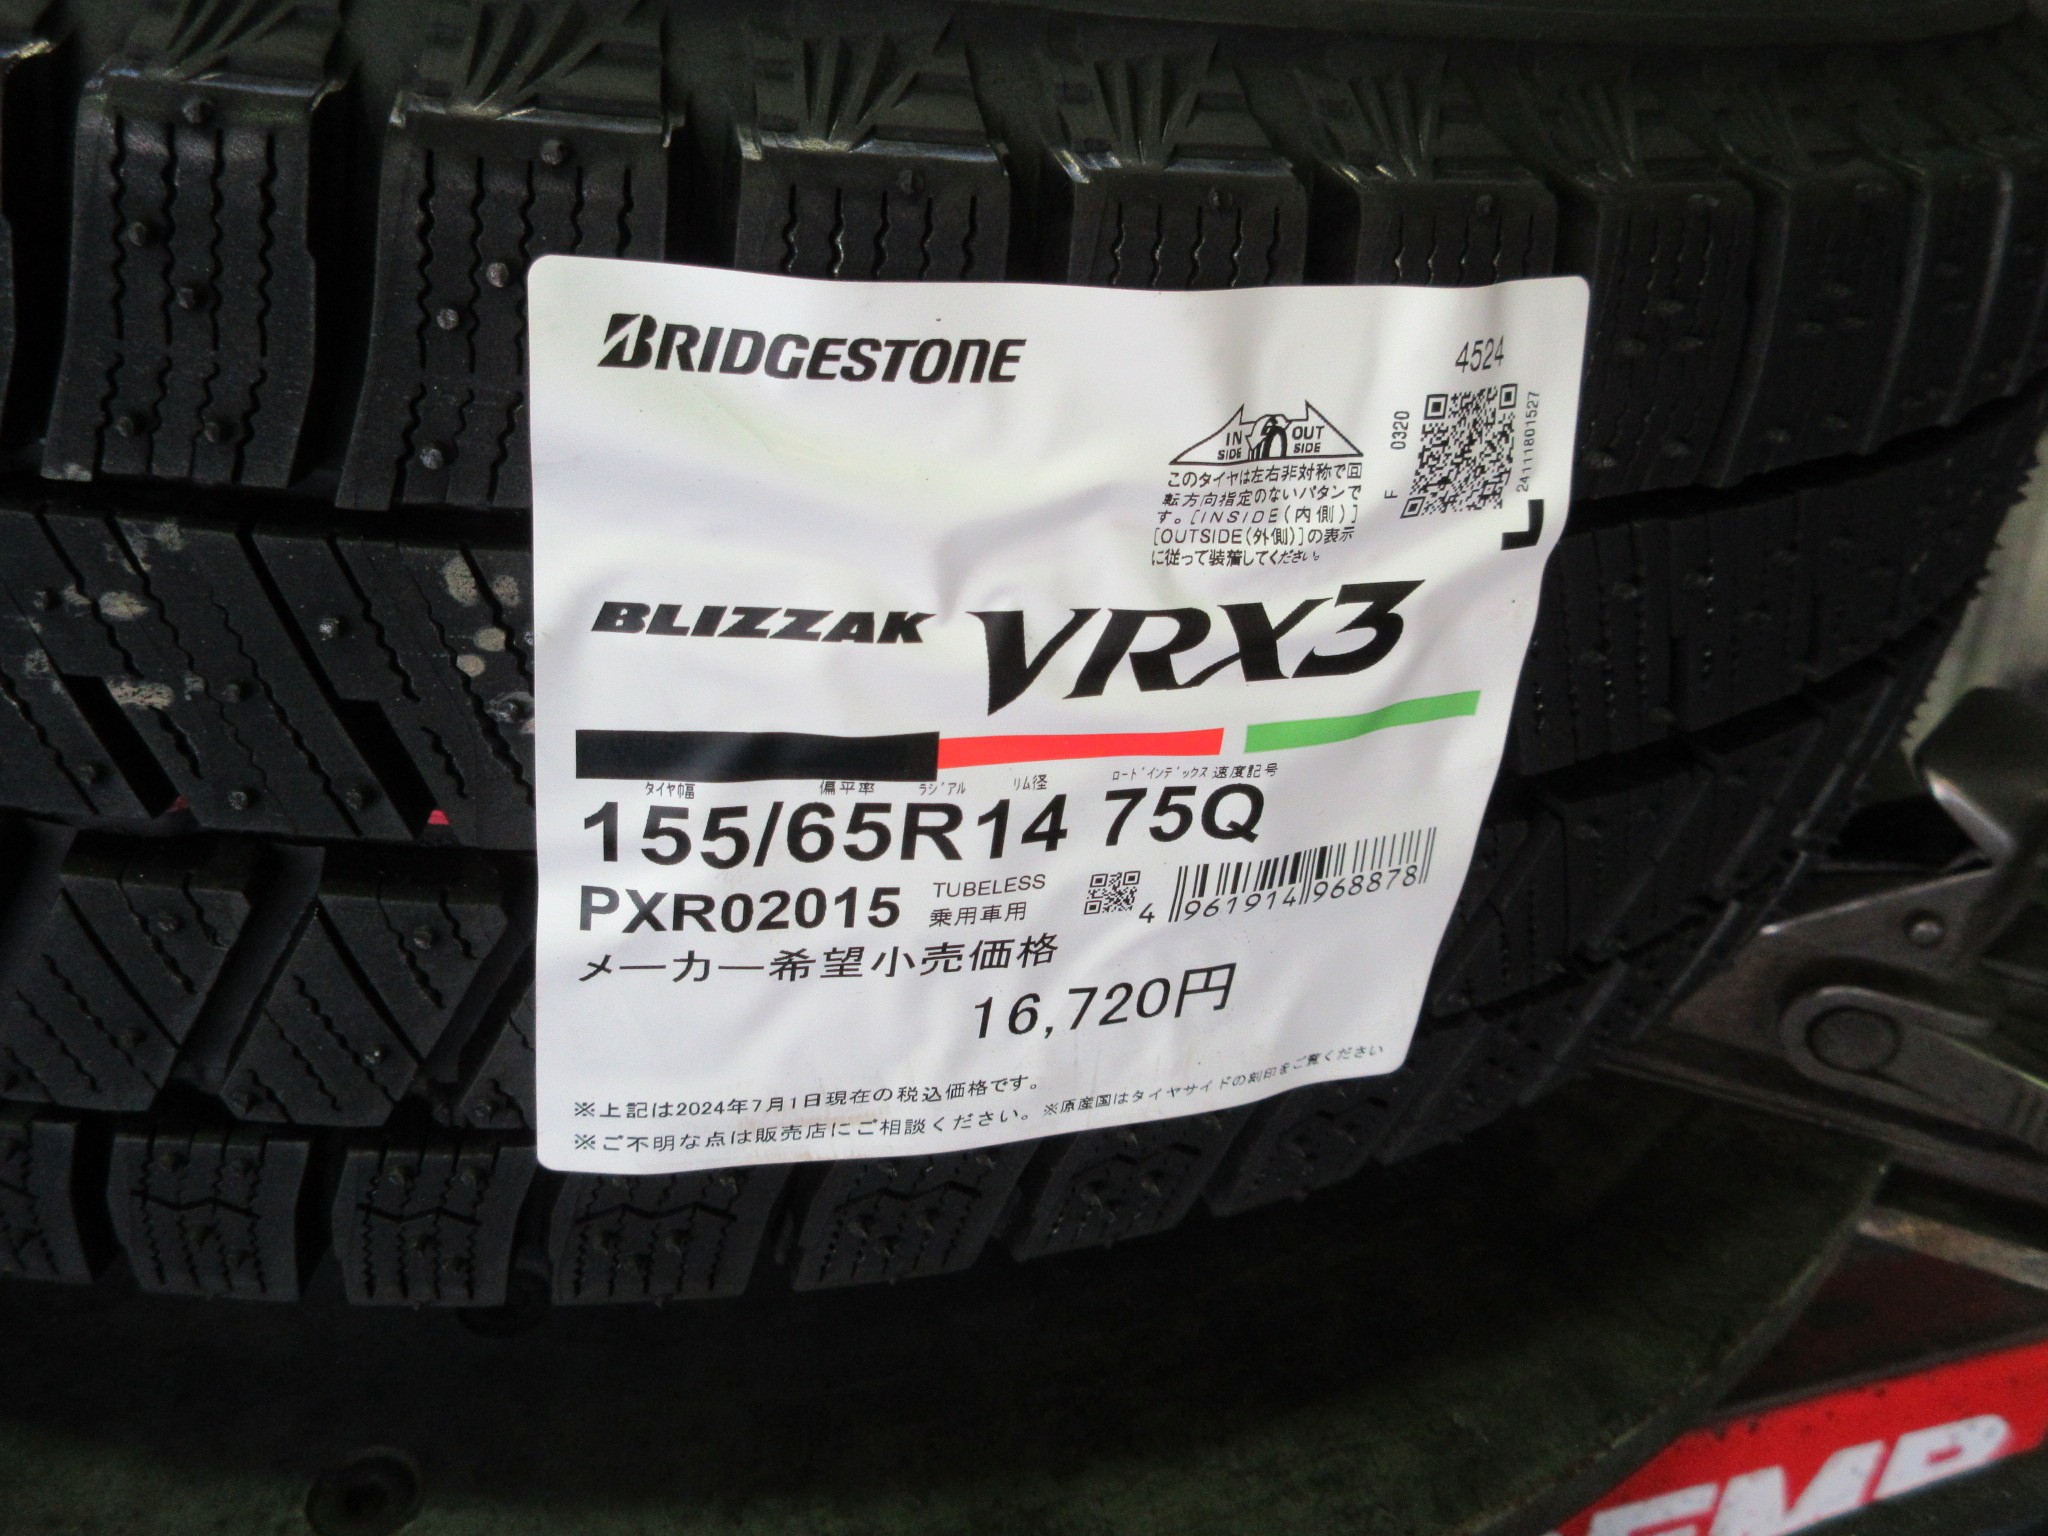 BRIDGESTONE
4524
F 0320
24111801527
IN SIDE
OUT SIDE
このタイヤは左右非対称で回
転方向指定のないパタンで
す。[INSIDE(内側)]
[OUTSIDE(外側)]の表示
に従って装着してください。
BLIZZAK VRX3
タイヤ幅 偏平率 ラジアル リム径 ロードインデックス 速度記号
155/65R14 75Q
PXR02015
TUBELESS
乗用車用
4 961914 968878
メーカー希望小売価格
16,720円
※上記は2024年7月1日現在の税込価格です。
※ご不明な点は販売店にご相談ください。※原産国はタイヤサイドの刻印をご覧ください